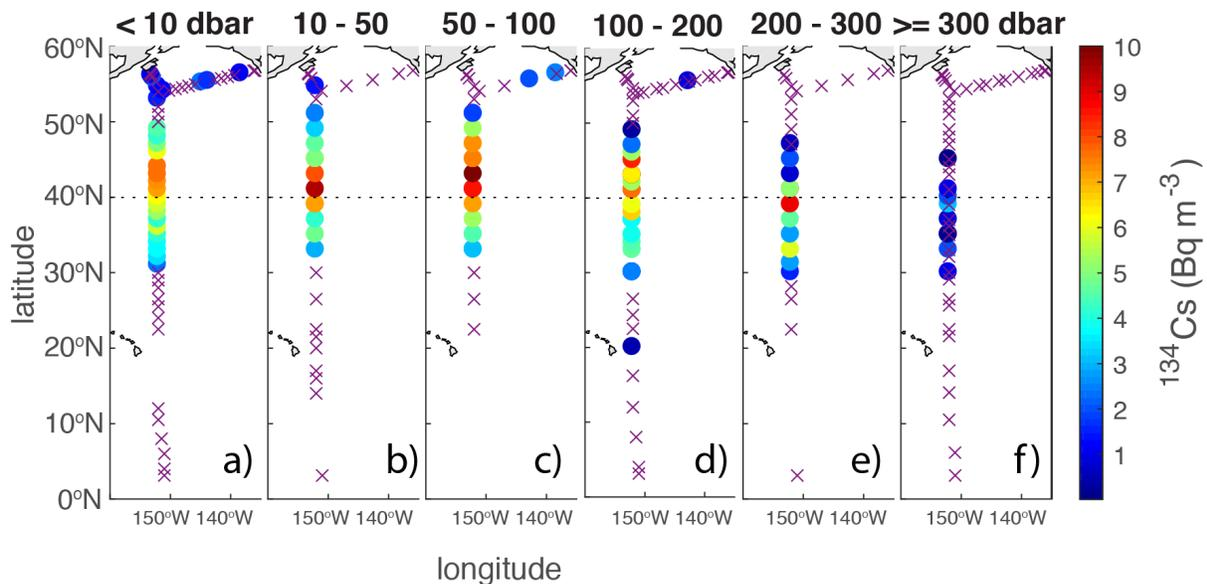 < 10 dbar 10 - 50 50 - 100 100 - 200 200 - 300 >= 300 dbar
60°N
50°N
40°N
30°N
20°N
10°N
0°N
latitude
a) b) c) d) e) f)
150°W 140°W 150°W 140°W 150°W 140°W 150°W 140°W 150°W 140°W 150°W 140°W
longitude
10
9
8
7
6
5
4
3
2
1
¹³⁴Cs (Bq m⁻³)